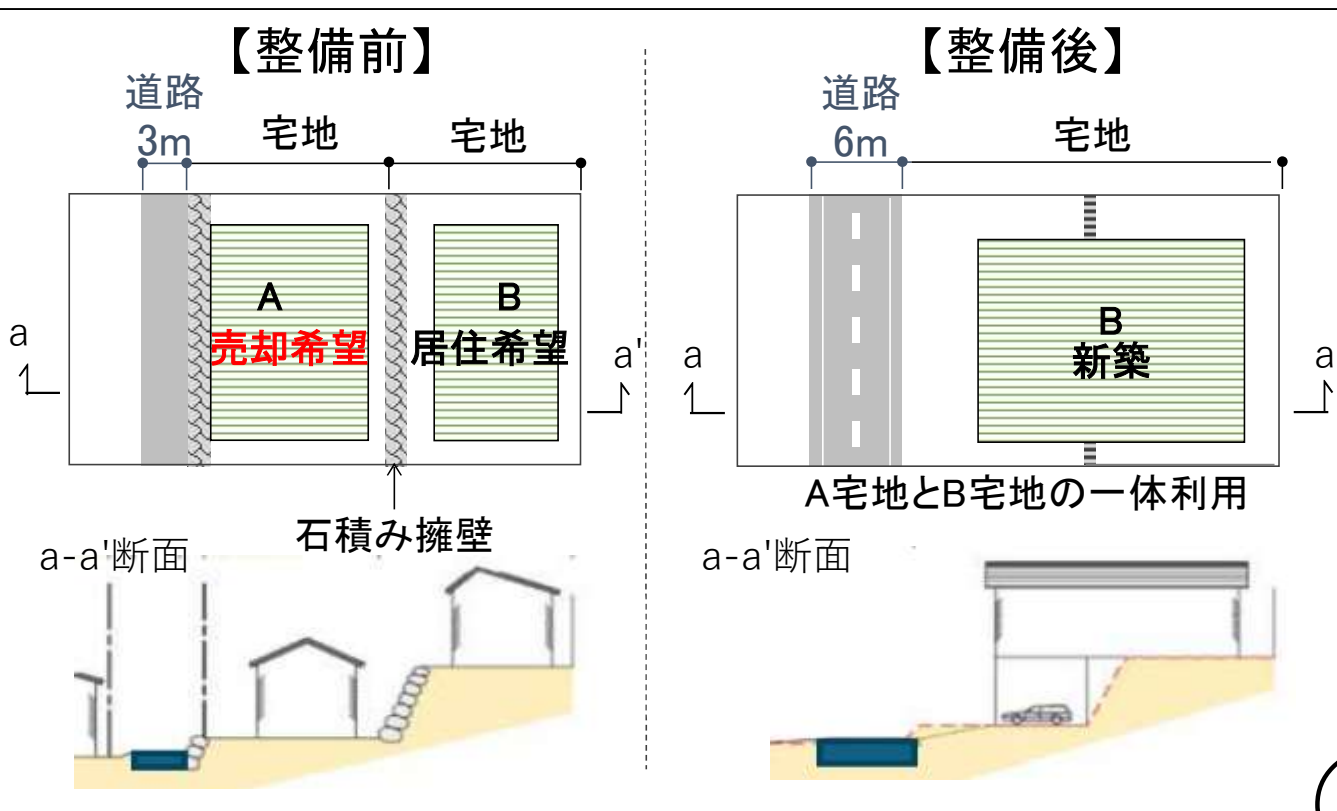 【整備前】
道路
3m
宅地
宅地
A
売却希望
B
居住希望
a
a'
石積み擁壁
a-a'断面
【整備後】
道路
6m
宅地
B
新築
a
a
A宅地とB宅地の一体利用
a-a'断面